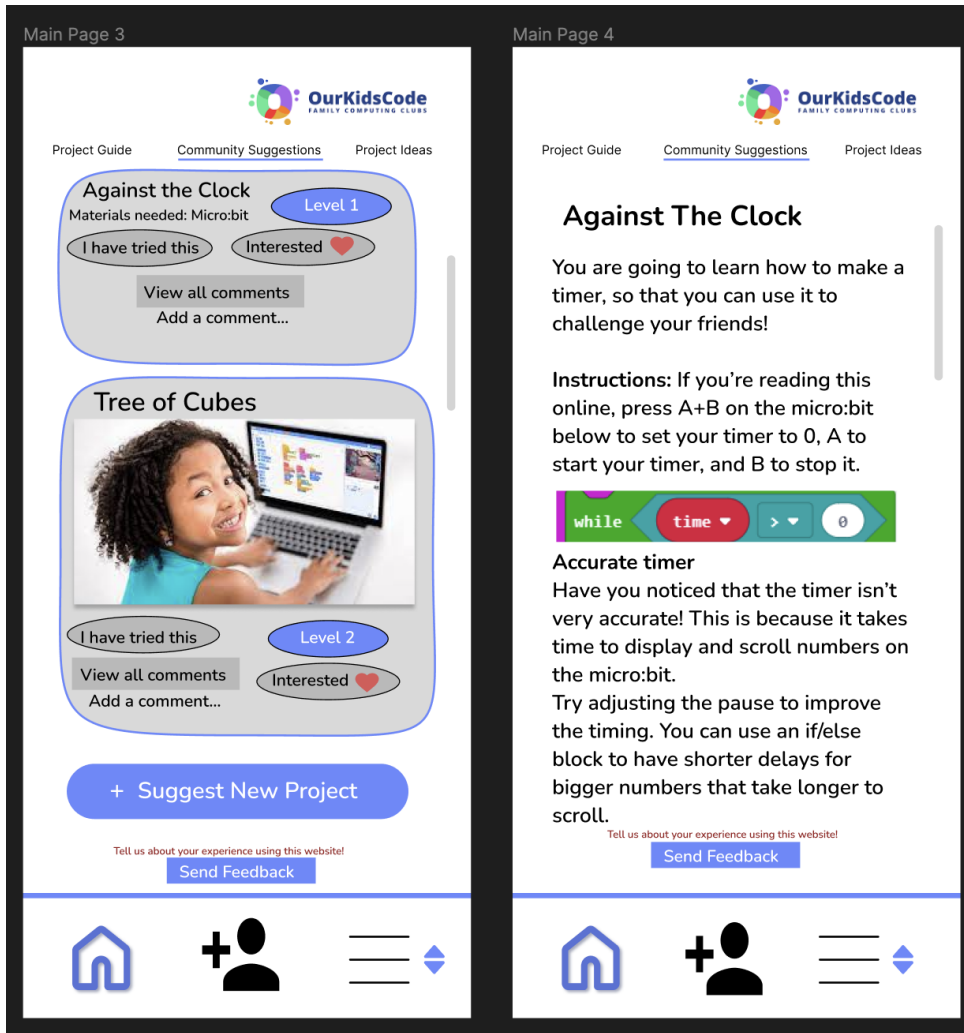 Main Page 3
OurKidsCode
FAMILY COMPUTING CLUBS
Project Guide Community Suggestions Project Ideas
Against the Clock
Materials needed: Micro:bit
Level 1
I have tried this
Interested
View all comments
Add a comment...
Tree of Cubes
I have tried this
Level 2
View all comments
Interested
Add a comment...
+ Suggest New Project
Tell us about your experience using this website!
Send Feedback
Main Page 4
OurKidsCode
FAMILY COMPUTING CLUBS
Project Guide Community Suggestions Project Ideas
Against The Clock
You are going to learn how to make a
timer, so that you can use it to
challenge your friends!
Instructions: If you’re reading this
online, press A+B on the micro:bit
below to set your timer to 0, A to
start your timer, and B to stop it.
while time > 0
Accurate timer
Have you noticed that the timer isn’t
very accurate! This is because it takes
time to display and scroll numbers on
the micro:bit.
Try adjusting the pause to improve
the timing. You can use an if/else
block to have shorter delays for
bigger numbers that take longer to
scroll.
Tell us about your experience using this website!
Send Feedback